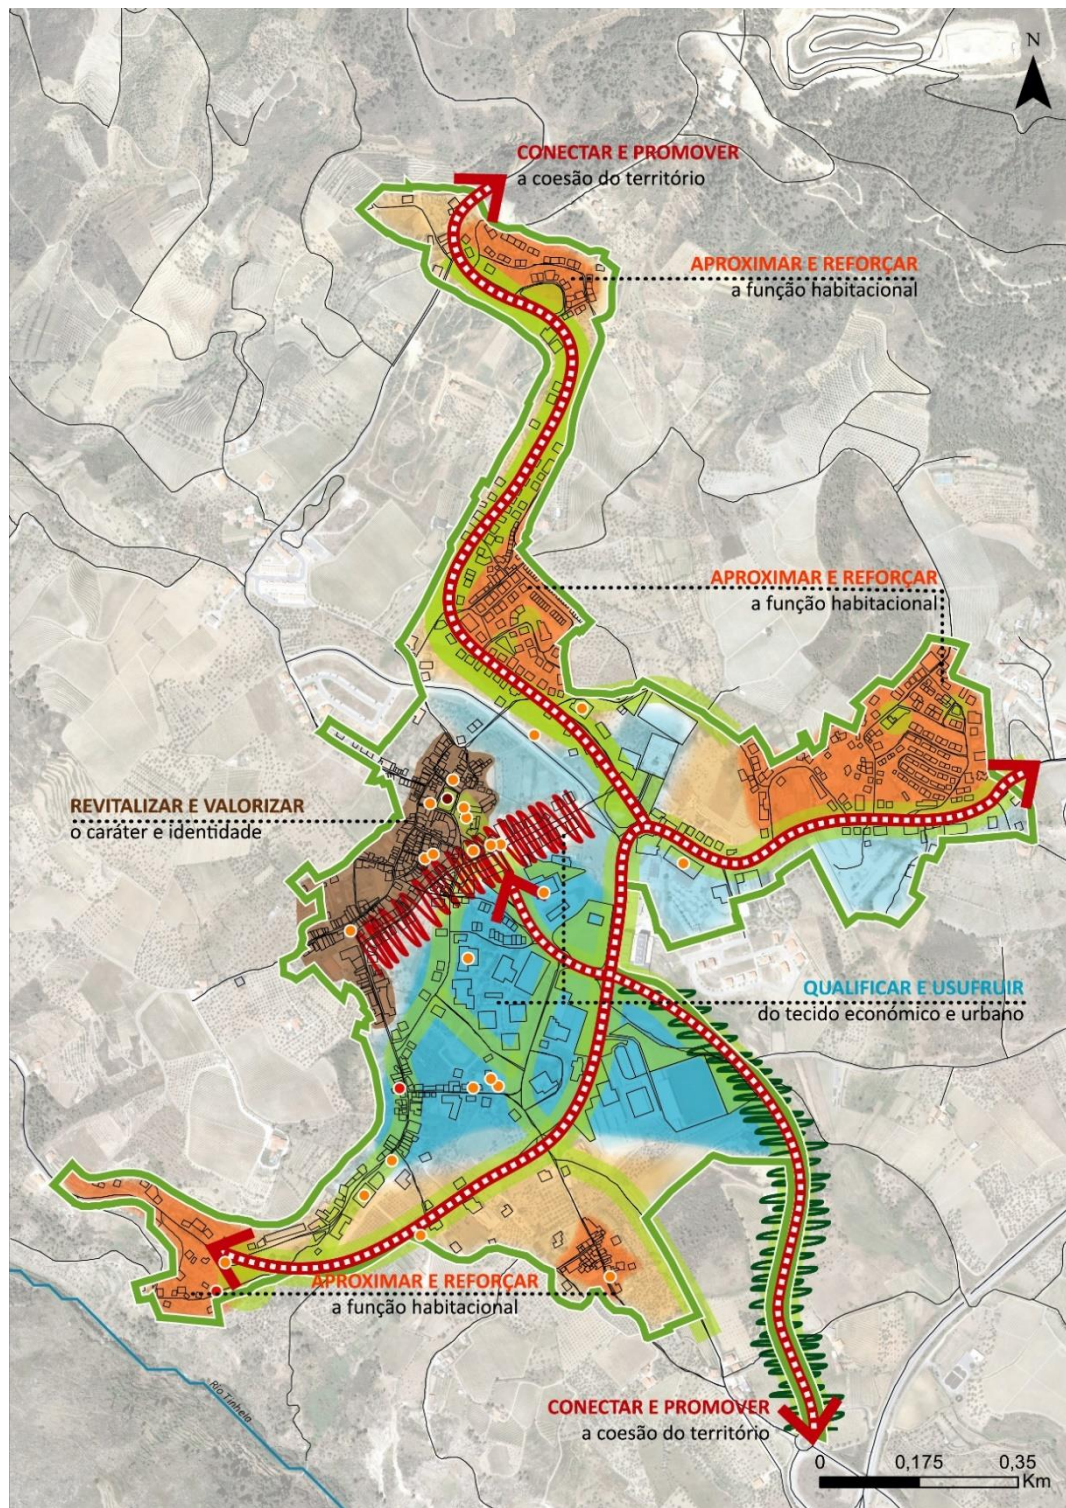 N
CONECTAR E PROMOVER
a coesão do território
APROXIMAR E REFORÇAR
a função habitacional
APROXIMAR E REFORÇAR
a função habitacional
REVITALIZAR E VALORIZAR
o caráter e identidade
QUALIFICAR E USUFRUIR
do tecido económico e urbano
APROXIMAR E REFORÇAR
a função habitacional
Rio Tinhela
CONECTAR E PROMOVER
a coesão do território
0 0,175 0,35
Km